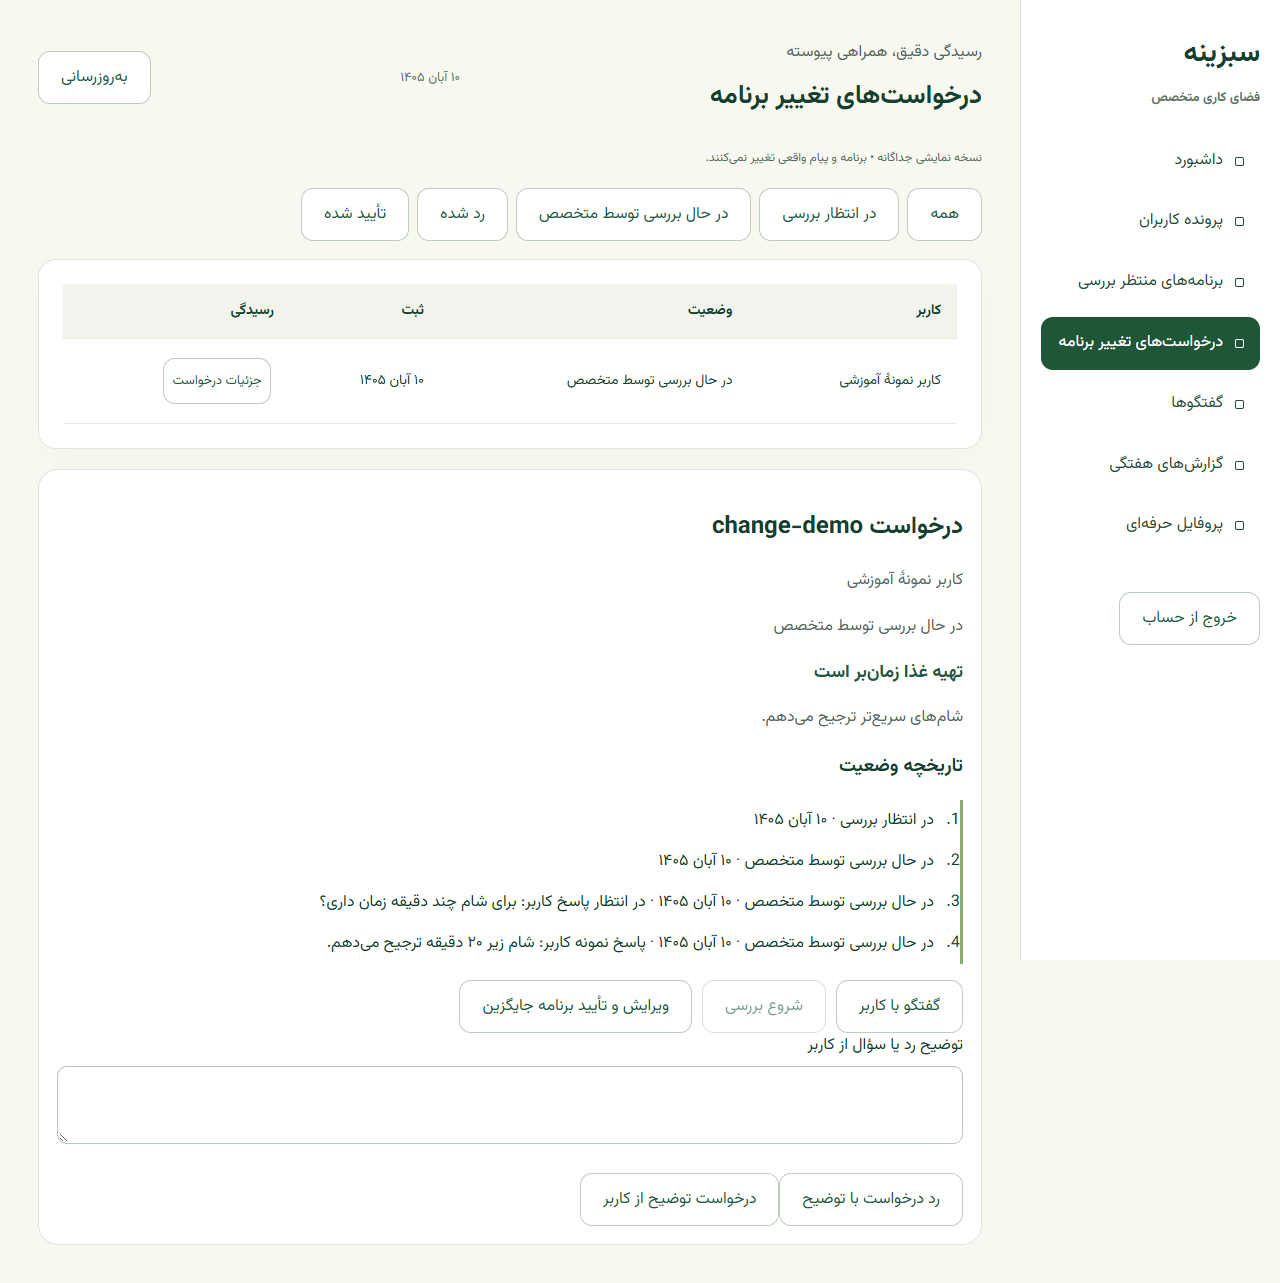 سبزینه
فضای کاری متخصص
داشبورد
پرونده کاربران
برنامه‌های منتظر بررسی
درخواست‌های تغییر برنامه
گفتگوها
گزارش‌های هفتگی
پروفایل حرفه‌ای
خروج از حساب
رسیدگی دقیق، همراهی پیوسته
درخواست‌های تغییر برنامه
۱۰ آبان ۱۴۰۵
به‌روزرسانی
نسخه نمایشی جداگانه • برنامه و پیام واقعی تغییر نمی‌کنند.
همه
در انتظار بررسی
در حال بررسی توسط متخصص
رد شده
تأیید شده
کاربر وضعیت ثبت رسیدگی
کاربر نمونهٔ آموزشی در حال بررسی توسط متخصص ۱۰ آبان ۱۴۰۵ جزئیات درخواست
درخواست change-demo
کاربر نمونهٔ آموزشی
در حال بررسی توسط متخصص
تهیه غذا زمان‌بر است
شام‌های سریع‌تر ترجیح می‌دهم.
تاریخچه وضعیت
1. در انتظار بررسی · ۱۰ آبان ۱۴۰۵
2. در حال بررسی توسط متخصص · ۱۰ آبان ۱۴۰۵
3. در حال بررسی توسط متخصص · ۱۰ آبان ۱۴۰۵ · در انتظار پاسخ کاربر: برای شام چند دقیقه زمان داری؟
4. در حال بررسی توسط متخصص · ۱۰ آبان ۱۴۰۵ · پاسخ نمونه کاربر: شام زیر ۲۰ دقیقه ترجیح می‌دهم.
گفتگو با کاربر
شروع بررسی
ویرایش و تأیید برنامه جایگزین
توضیح رد یا سؤال از کاربر
رد درخواست با توضیح
درخواست توضیح از کاربر